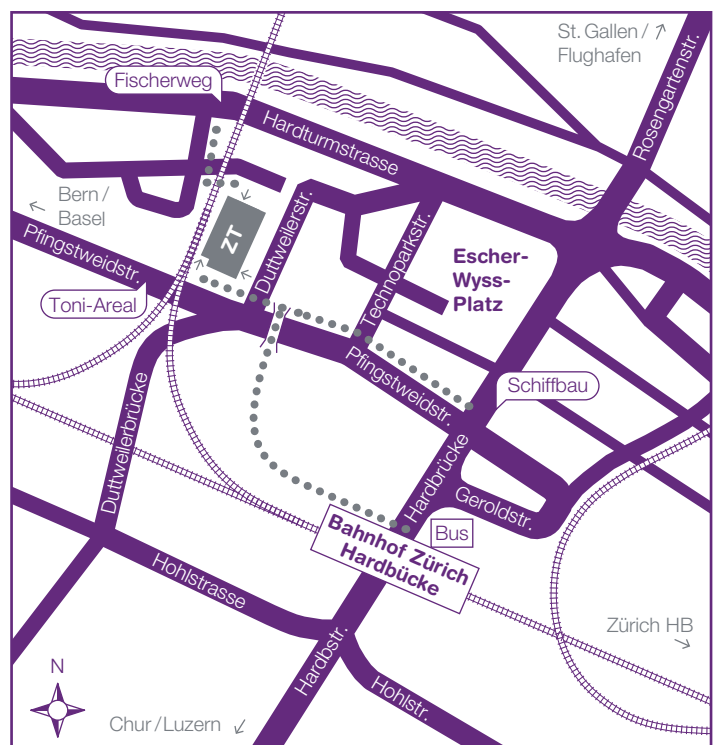 St. Gallen /
Flughafen
Fischerweg
Rosengartenstr.
Hardturmstrasse
Bern /
Basel
ZT
Duttweilerstr.
Technoparkstr.
Escher-
Wyss-
Platz
Pfingstweidstr.
Toni-Areal
Pfingstweidstr.
Schiffbau
Duttweilerbrücke
Hardbrücke
Geroldstr.
Bus
Bahnhof Zürich
Hardbücke
Hohlstrasse
Zürich HB
N
Hardbstr.
Hohlstr.
Chur / Luzern